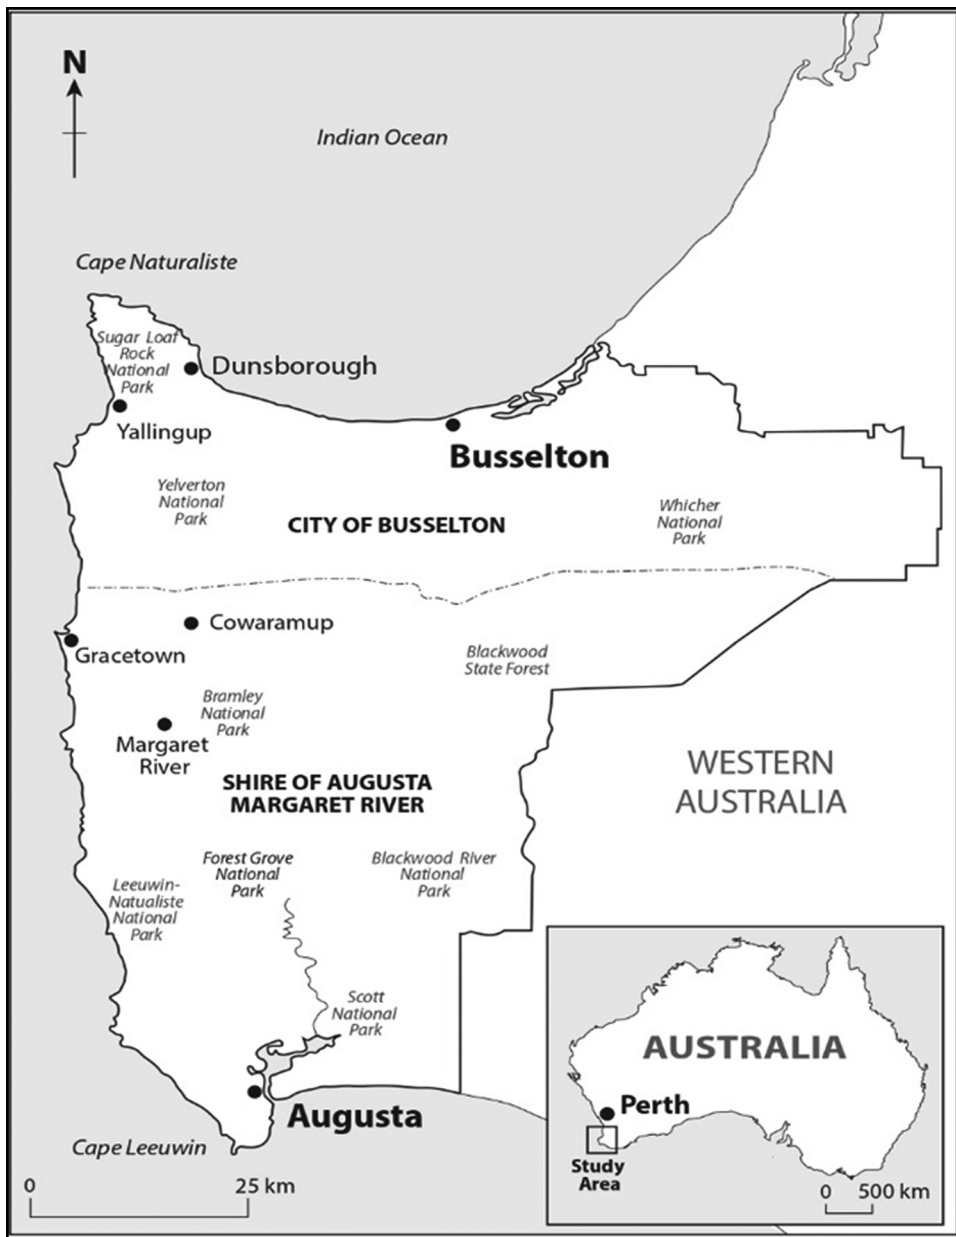 N
Indian Ocean
Cape Naturaliste
Sugar Loaf
Rock
National
Park
Dunsborough
Yallingup
Busselton
Yelverton
National
Park
CITY OF BUSSELTON
Whicher
National
Park
Cowaramup
Gracetown
Blackwood
State Forest
Bramley
National
Park
Margaret
River
WESTERN
AUSTRALIA
SHIRE OF AUGUSTA
MARGARET RIVER
Forest Grove
National
Park
Blackwood River
National
Park
Leeuwin-
Natualiste
National
Park
Scott
National
Park
Augusta
Cape Leeuwin
0 25 km
AUSTRALIA
Perth
Study
Area
0 500 km